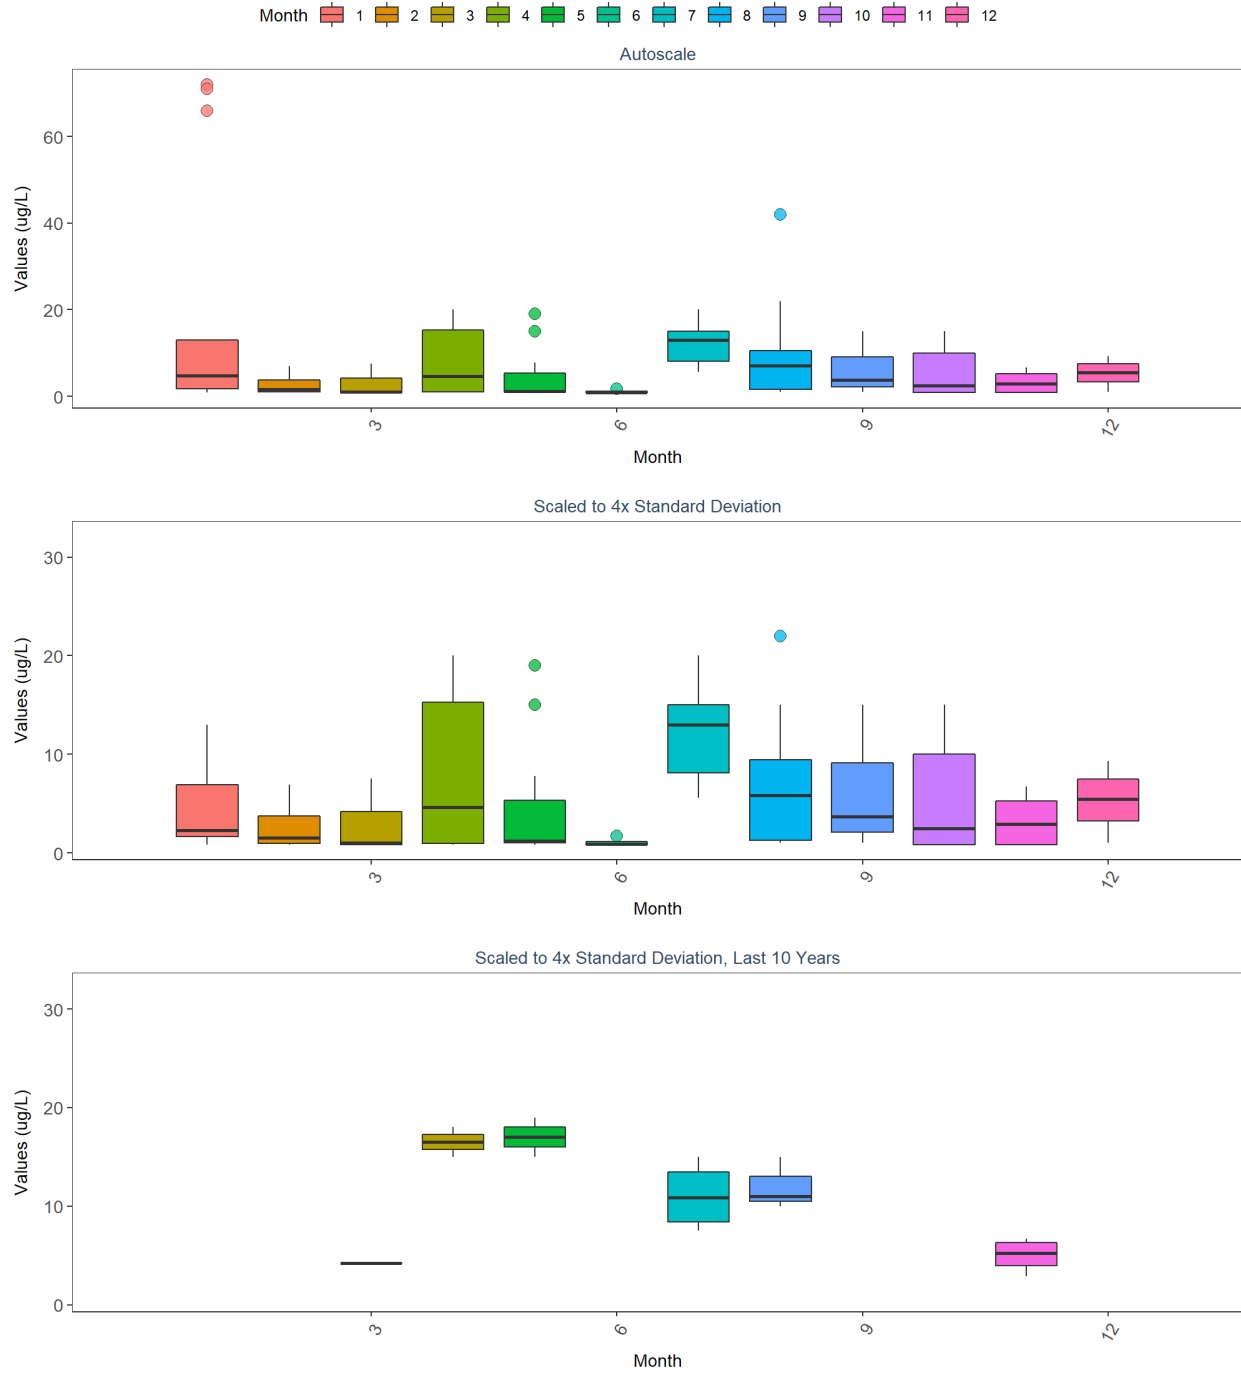 Month 1 2 3 4 5 6 7 8 9 10 11 12
Autoscale
Values (ug/L)
60
40
20
0
3 6 9 12
Month
Scaled to 4x Standard Deviation
Values (ug/L)
30
20
10
0
3 6 9 12
Month
Scaled to 4x Standard Deviation, Last 10 Years
Values (ug/L)
30
20
10
0
3 6 9 12
Month